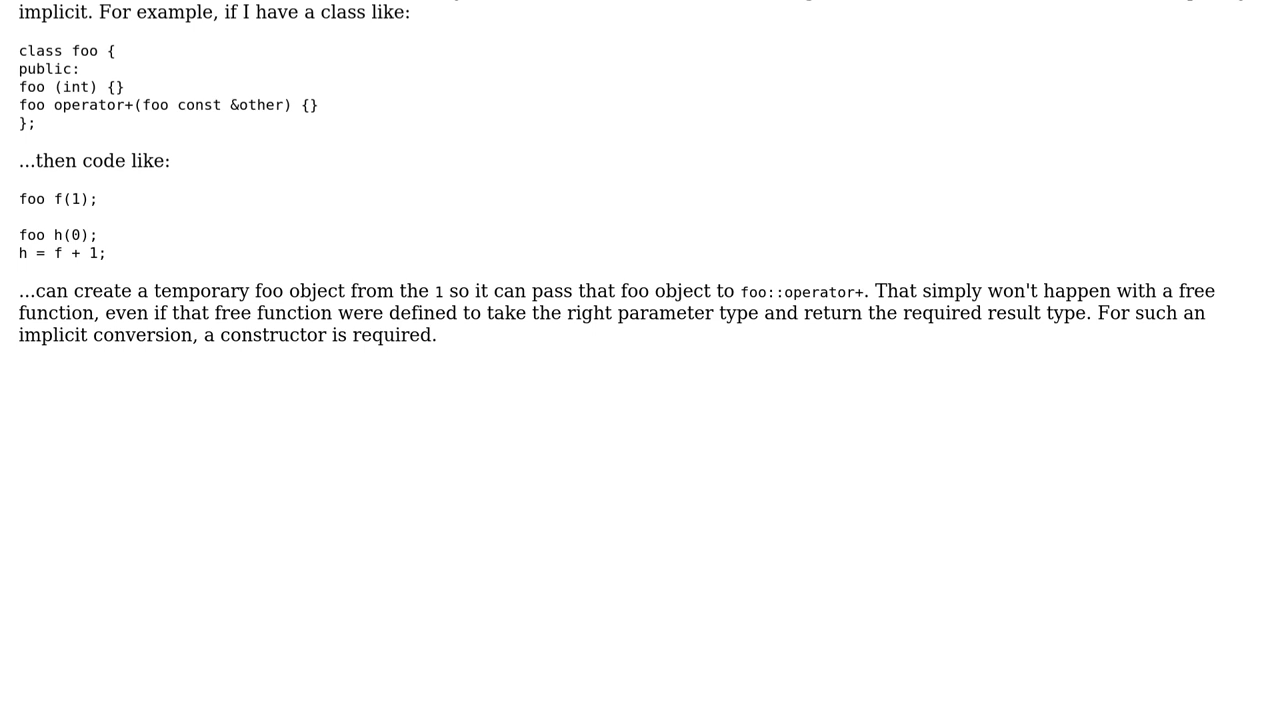 implicit. For example, if I have a class like:
class foo {
public:
foo (int) {}
foo operator+(foo const &other) {}
};
...then code like:
foo f(1);
foo h(0);
h = f + 1;
...can create a temporary foo object from the 1 so it can pass that foo object to foo::operator+. That simply won't happen with a free
function, even if that free function were defined to take the right parameter type and return the required result type. For such an
implicit conversion, a constructor is required.